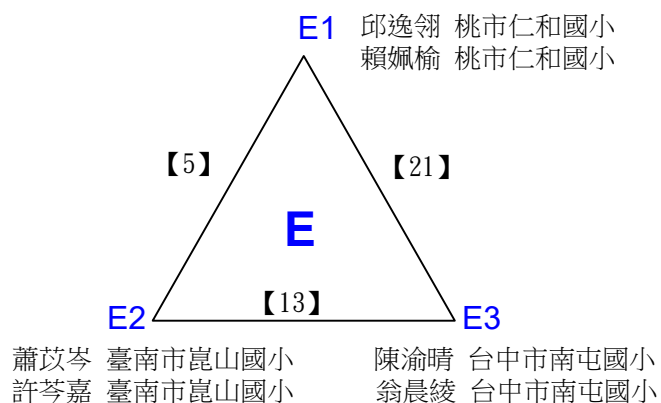 E1
邱逸翎 桃市仁和國小
賴姵榆 桃市仁和國小
【5】
【21】
E
【13】
E2
E3
蕭苡岑 臺南市崑山國小
許芩嘉 臺南市崑山國小
陳渝晴 台中市南屯國小
翁晨綾 台中市南屯國小